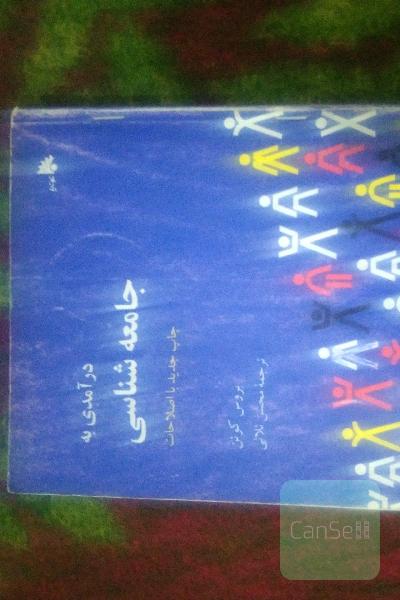 درآمدی به
جامعه شناسی
چاپ جدید با اصلاحات
بروس کوئن
ترجمه محسن ثلاثی
CanSell